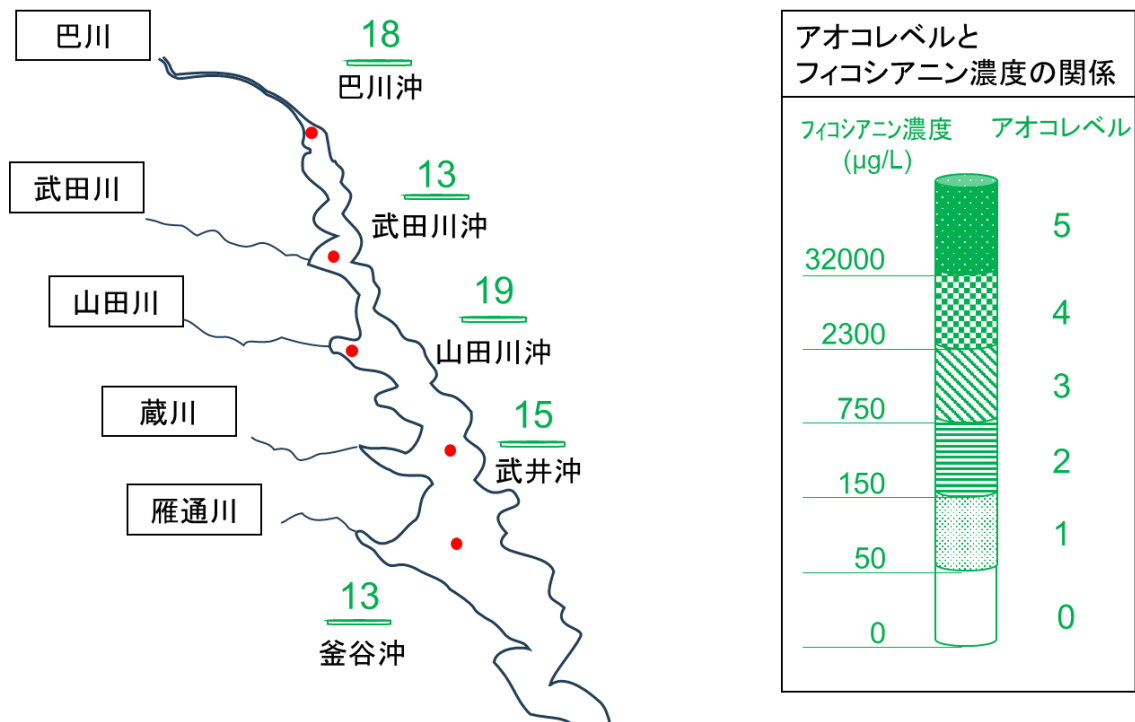 巴川
18
巴川沖
武田川
13
武田川沖
山田川
19
山田川沖
蔵川
15
武井沖
雁通川
13
釜谷沖
アオコレベルと
フィコシアニン濃度の関係
フィコシアニン濃度
(μg/L)
アオコレベル
5
32000
4
2300
3
750
2
150
1
50
0
0